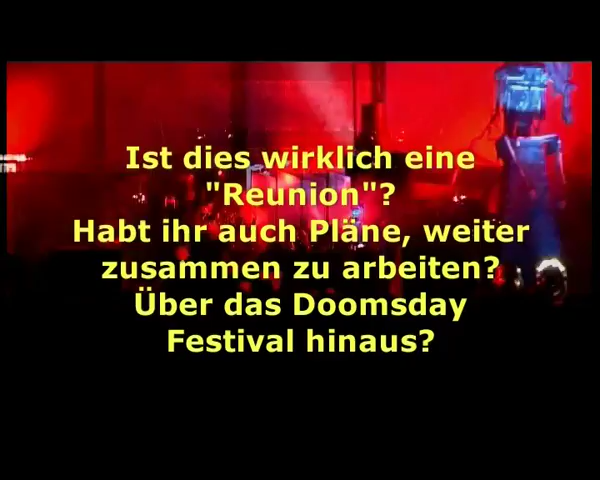 Ist dies wirklich eine
"Reunion"?
Habt ihr auch Pläne, weiter
zusammen zu arbeiten?
Über das Doomsday
Festival hinaus?